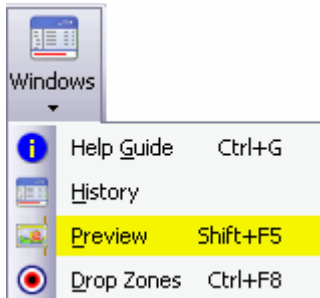 Windows
Help Guide Ctrl+G
History
Preview Shift+F5
Drop Zones Ctrl+F8